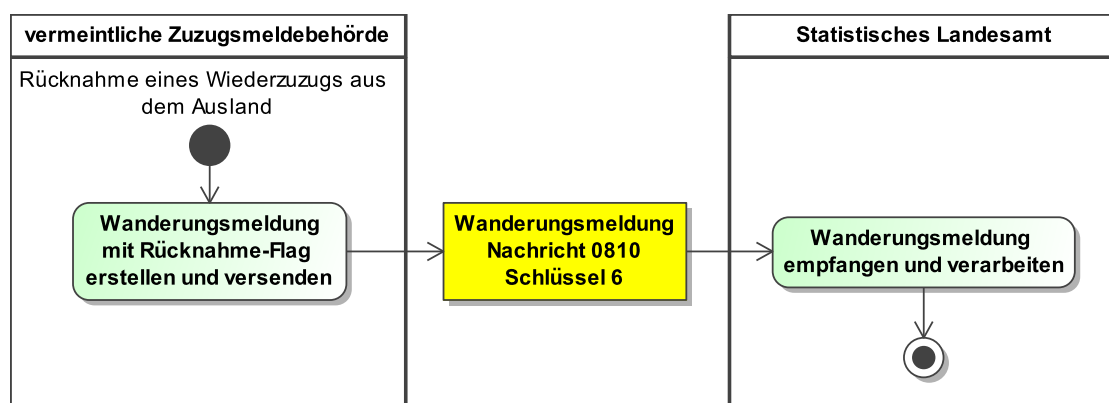 vermeintliche Zuzugsmeldebehörde
Statistisches Landesamt
Rücknahme eines Wiederzuzugs aus
dem Ausland
Wanderungsmeldung
mit Rücknahme-Flag
erstellen und versenden
Wanderungsmeldung
Nachricht 0810
Schlüssel 6
Wanderungsmeldung
empfangen und verarbeiten